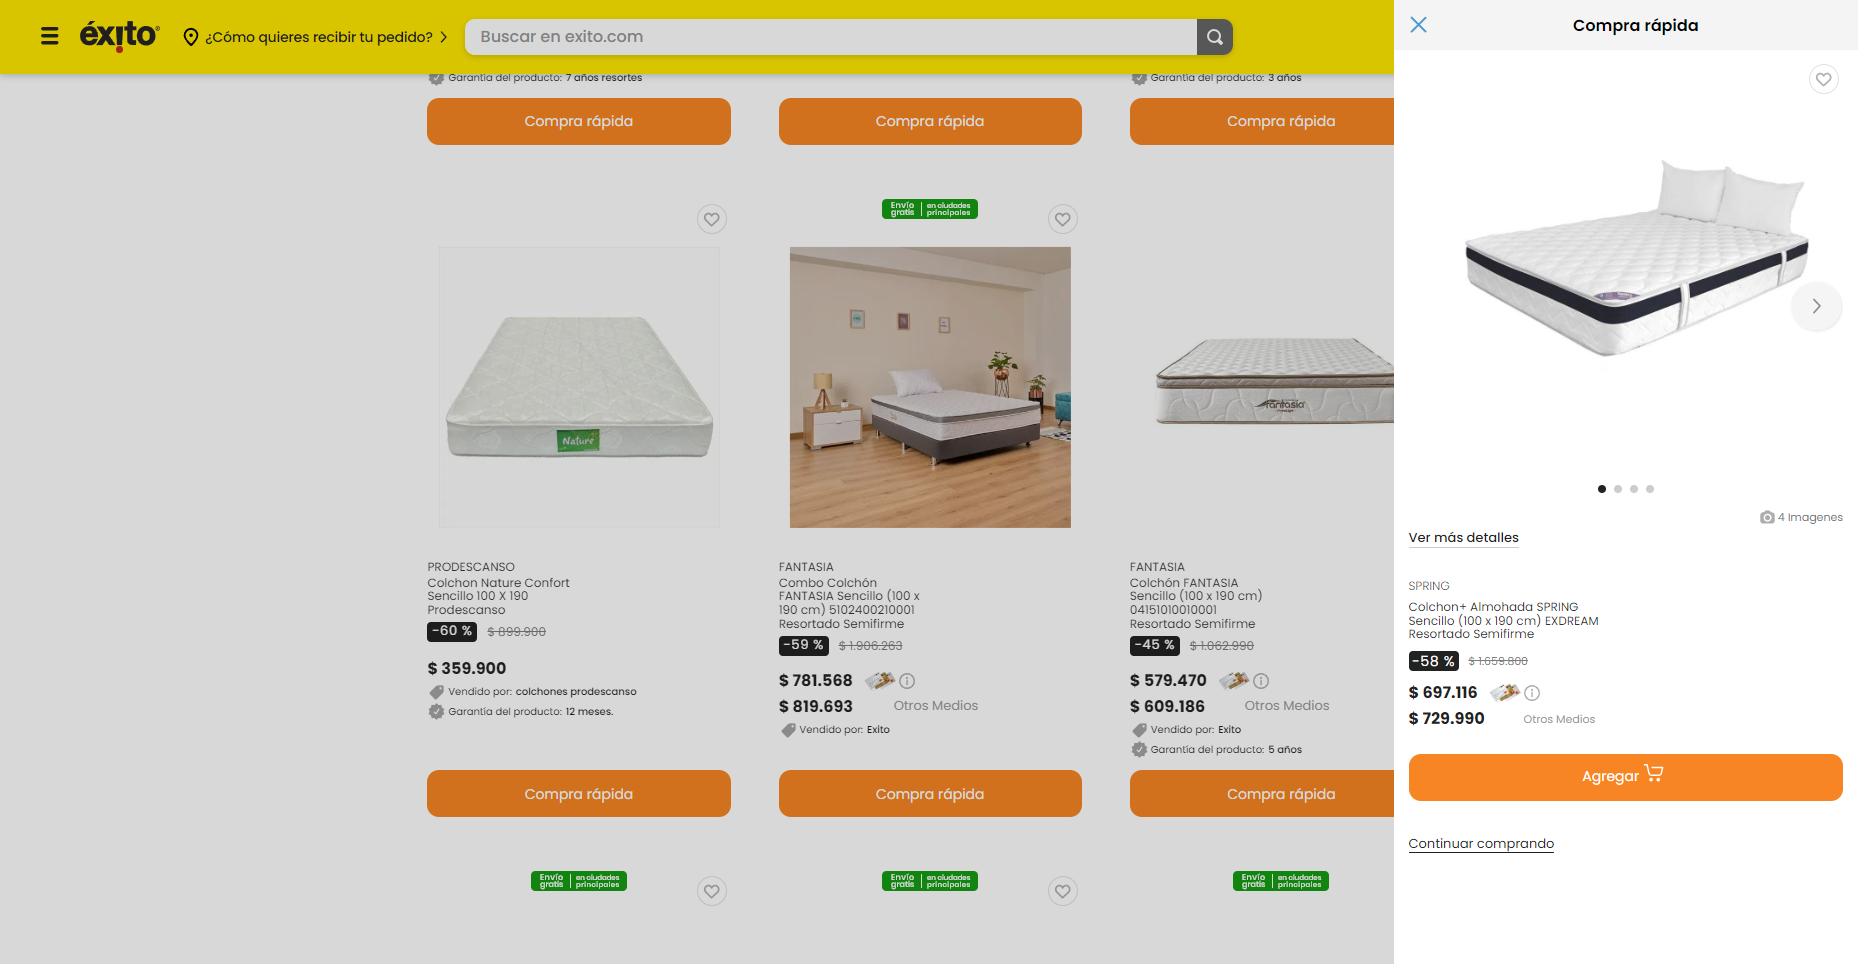 éxito
¿Cómo quieres recibir tu pedido?
Buscar en exito.com
Compra rápida
Garantía del producto: 7 años resortes
Garantía del producto: 3 años
Compra rápida
Compra rápida
Compra rápida
Envío gratis | en ciudades principales
Nature
fantasia
PRODESCANSO
Colchon Nature Confort
Sencillo 100 X 190
Prodescanso
-60 % $ 899.900
$ 359.900
Vendido por: colchones prodescanso
Garantía del producto: 12 meses.
Compra rápida
FANTASIA
Combo Colchón
FANTASIA Sencillo (100 x
190 cm) 5102400210001
Resortado Semifirme
-59 % $ 1.906.263
$ 781.568
$ 819.693 Otros Medios
Vendido por: Exito
Compra rápida
FANTASIA
Colchón FANTASIA
Sencillo (100 x 190 cm)
04151010010001
Resortado Semifirme
-45 % $ 1.062.990
$ 579.470
$ 609.186 Otros Medios
Vendido por: Exito
Garantía del producto: 5 años
Compra rápida
Envío gratis | en ciudades principales
Envío gratis | en ciudades principales
Envío gratis | en ciudades principales
4 Imagenes
Ver más detalles
SPRING
Colchon+ Almohada SPRING
Sencillo (100 x 190 cm) EXDREAM
Resortado Semifirme
-58 % $ 1.659.800
$ 697.116
$ 729.990 Otros Medios
Agregar
Continuar comprando